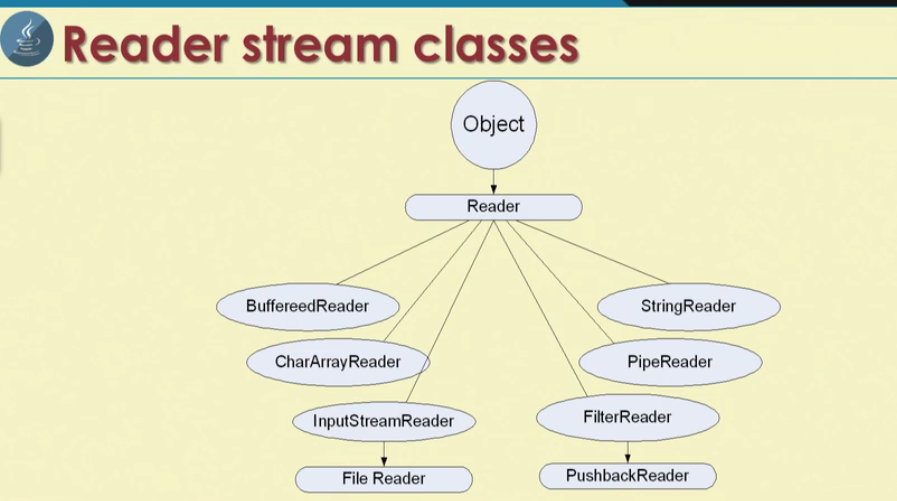 Reader stream classes
Object
Reader
BuffereedReader
StringReader
CharArrayReader
PipeReader
InputStreamReader
FilterReader
File Reader
PushbackReader